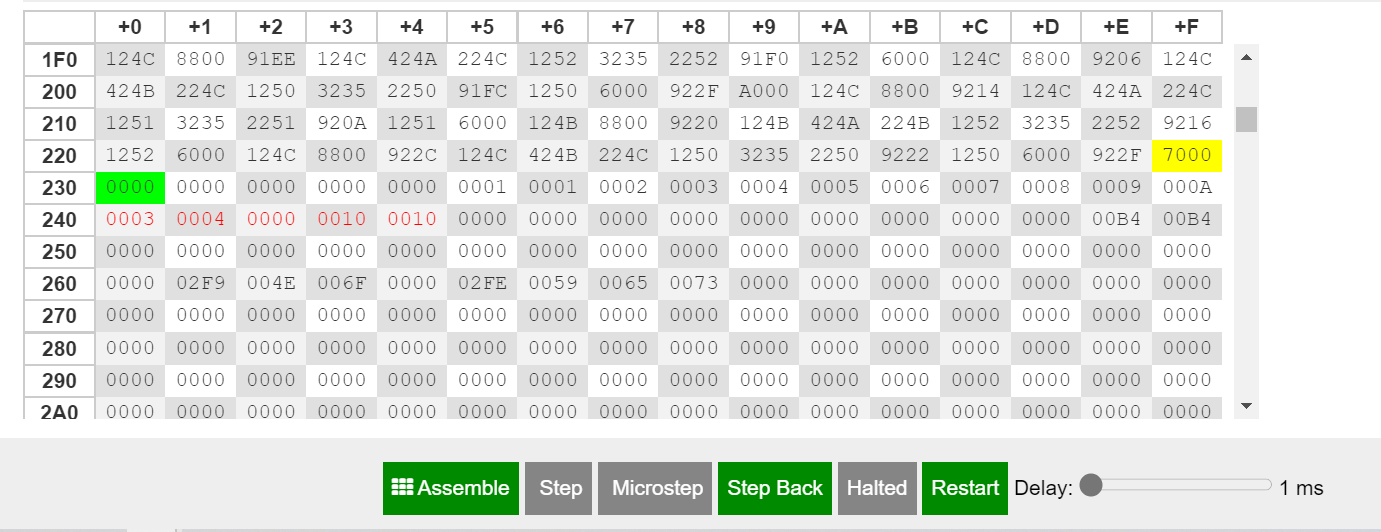 +0 +1 +2 +3 +4 +5 +6 +7 +8 +9 +A +B +C +D +E +F
1F0 124C 8800 91EE 124C 424A 224C 1252 3235 2252 91F0 1252 6000 124C 8800 9206 124C
200 424B 224C 1250 3235 2250 91FC 1250 6000 922F A000 124C 8800 9214 124C 424A 224C
210 1251 3235 2251 920A 1251 6000 124B 8800 9220 124B 424A 224B 1252 3235 2252 9216
220 1252 6000 124C 8800 922C 124C 424B 224C 1250 3235 2250 9222 1250 6000 922F 7000
230 0000 0000 0000 0000 0000 0001 0001 0002 0003 0004 0005 0006 0007 0008 0009 000A
240 0003 0004 0000 0010 0010 0000 0000 0000 0000 0000 0000 0000 0000 0000 00B4 00B4
250 0000 0000 0000 0000 0000 0000 0000 0000 0000 0000 0000 0000 0000 0000 0000 0000
260 0000 02F9 004E 006F 0000 02FE 0059 0065 0073 0000 0000 0000 0000 0000 0000 0000
270 0000 0000 0000 0000 0000 0000 0000 0000 0000 0000 0000 0000 0000 0000 0000 0000
280 0000 0000 0000 0000 0000 0000 0000 0000 0000 0000 0000 0000 0000 0000 0000 0000
290 0000 0000 0000 0000 0000 0000 0000 0000 0000 0000 0000 0000 0000 0000 0000 0000
2A0 0000 0000 0000 0000 0000 0000 0000 0000 0000 0000 0000 0000 0000 0000 0000 0000
Assemble Step Microstep Step Back Halted Restart Delay: 1 ms